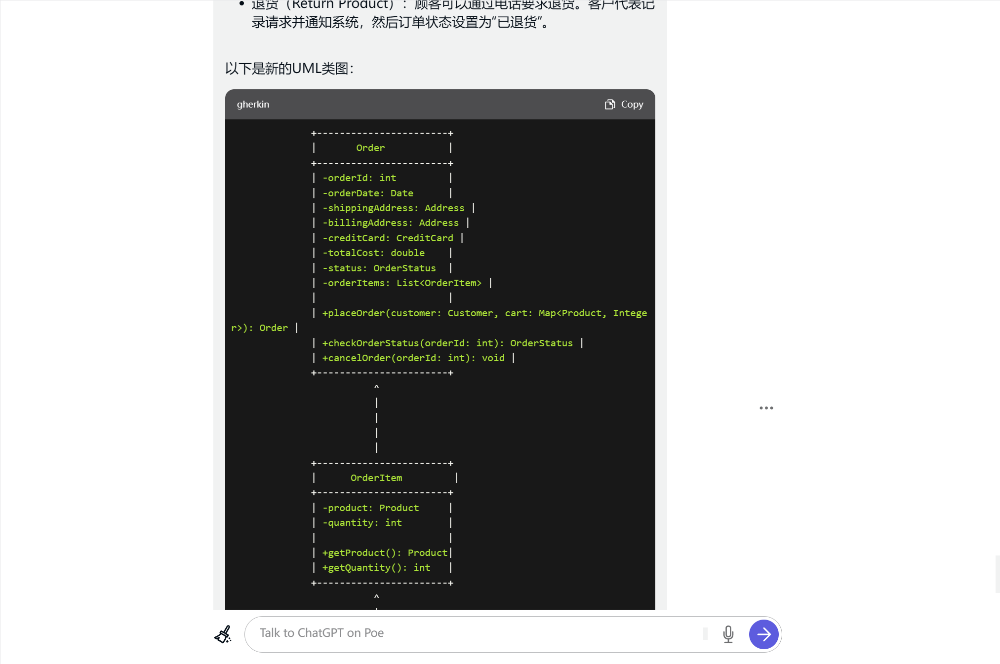 • 退货（Return Product）：顾客可以通过电话要求退货。客户代表记
录请求并通知系统，然后订单状态设置为“已退货”。
以下是新的UML类图：
gherkin Copy
+-----------------------+
|       Order           |
+-----------------------+
| -orderId: int         |
| -orderDate: Date      |
| -shippingAddress: Address |
| -billingAddress: Address |
| -creditCard: CreditCard |
| -totalCost: double    |
| -status: OrderStatus  |
| -orderItems: List<OrderItem> |
|                       |
| +placeOrder(customer: Customer, cart: Map<Product, Intege
r>): Order |
| +checkOrderStatus(orderId: int): OrderStatus |
| +cancelOrder(orderId: int): void |
+-----------------------+
^
|
|
|
|
+-----------------------+
|      OrderItem         |
+-----------------------+
| -product: Product     |
| -quantity: int        |
|                       |
| +getProduct(): Product|
| +getQuantity(): int   |
+-----------------------+
^
Talk to ChatGPT on Poe